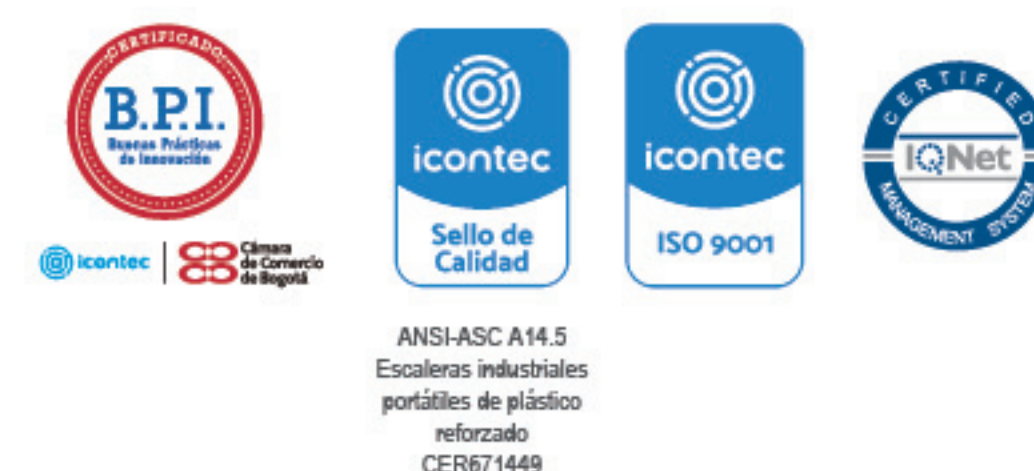 CERTIFICADO
B.P.I.
Buenas Prácticas
de Innovación
icontec
Cámara
de Comercio
de Bogotá
icontec
Sello de
Calidad
ANSI-ASC A14.5
Escaleras industriales
portátiles de plástico
reforzado
CER671449
icontec
ISO 9001
CERTIFIED
IQNet
MANAGEMENT SYSTEM